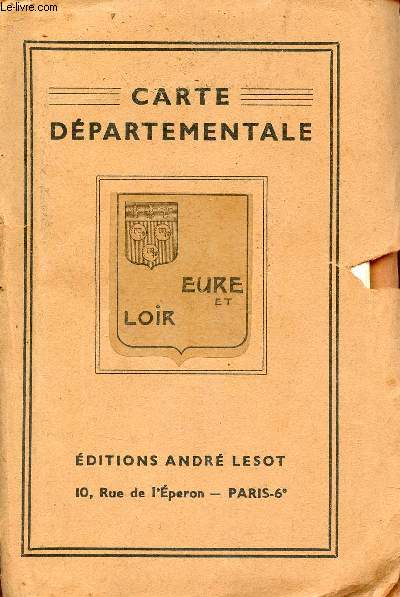 Le-livre.com
CARTE
DÉPARTEMENTALE
EURE
ET
LOIR
ÉDITIONS ANDRÉ LESOT
10, Rue de l'Éperon — PARIS-6e